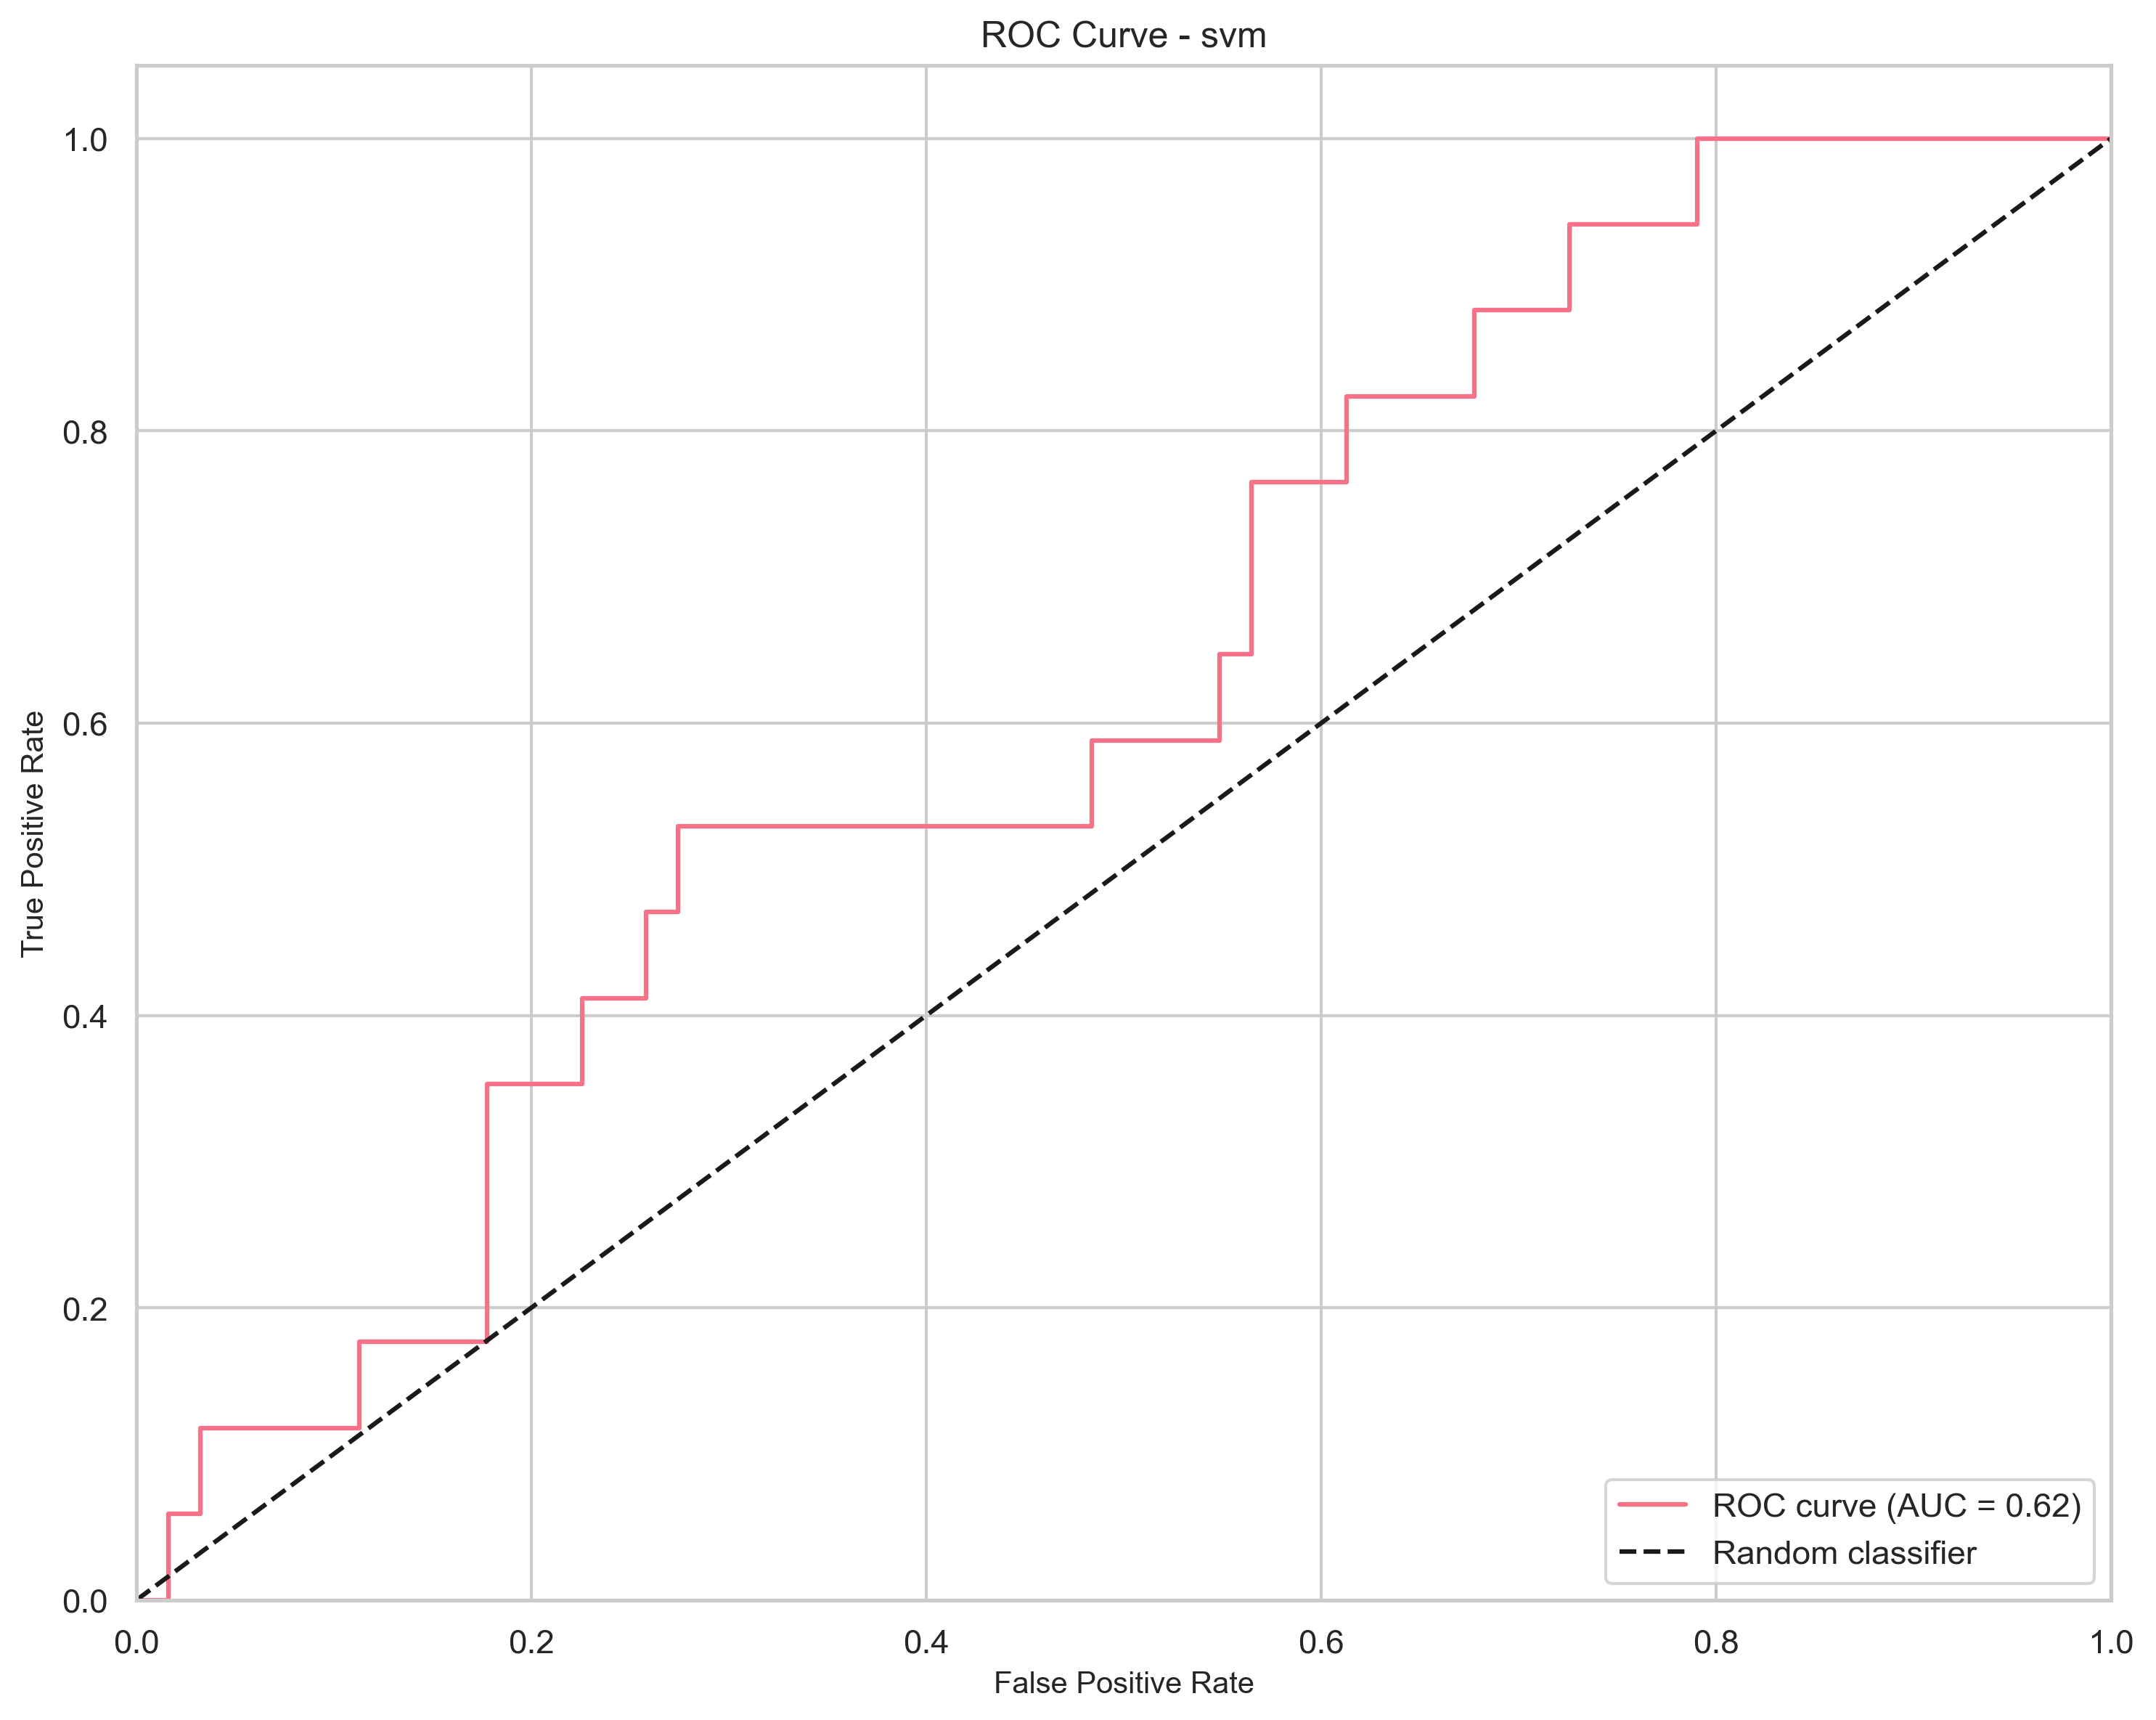 ROC Curve - svm
1.0
0.8
0.6
0.4
0.2
0.0
True Positive Rate
0.0 0.2 0.4 0.6 0.8 1.0
False Positive Rate
ROC curve (AUC = 0.62)
Random classifier